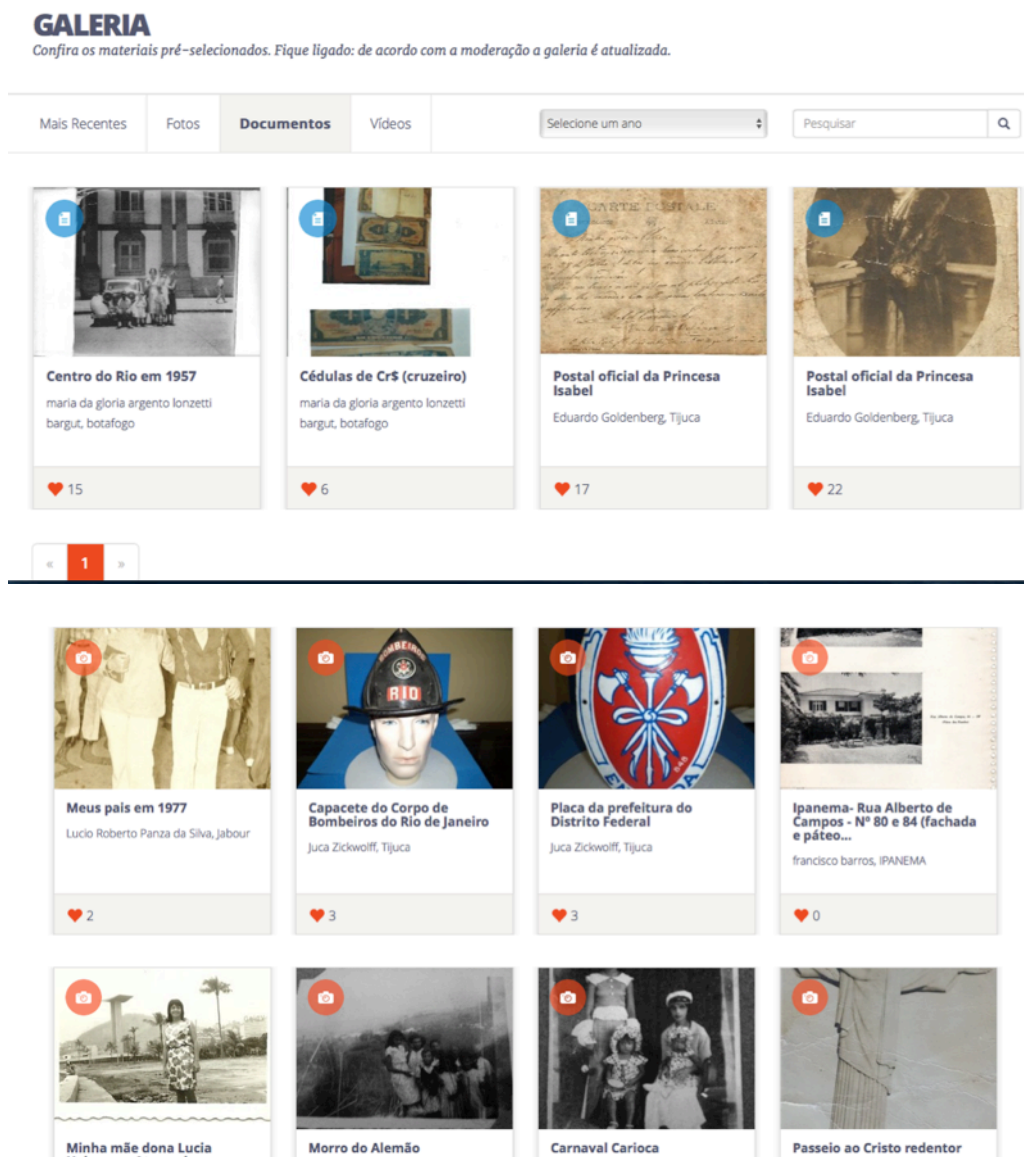 GALERIA
Confira os materiais pré-selecionados. Fique ligado: de acordo com a moderação a galeria é atualizada.
Mais Recentes
Fotos
Documentos
Vídeos
Selecione um ano
Pesquisar
CARTE POSTALE
Centro do Rio em 1957
maria da gloria argento lonzetti
bargut, botafogo
15
Cédulas de Cr$ (cruzeiro)
maria da gloria argento lonzetti
bargut, botafogo
6
Postal oficial da Princesa
Isabel
Eduardo Goldenberg, Tijuca
17
Postal oficial da Princesa
Isabel
Eduardo Goldenberg, Tijuca
22
« 1 »
Meus pais em 1977
Lucio Roberto Panza da Silva, Jabour
2
BOMBEIROS
RIO
Capacete do Corpo de
Bombeiros do Rio de Janeiro
Juca Zickwolff, Tijuca
3
848
Placa da prefeitura do
Distrito Federal
Juca Zickwolff, Tijuca
3
Ipanema- Rua Alberto de
Campos - Nº 80 e 84 (fachada
e páteo...
francisco barros, IPANEMA
0
Minha mãe dona Lucia
Morro do Alemão
Carnaval Carioca
Passeio ao Cristo redentor